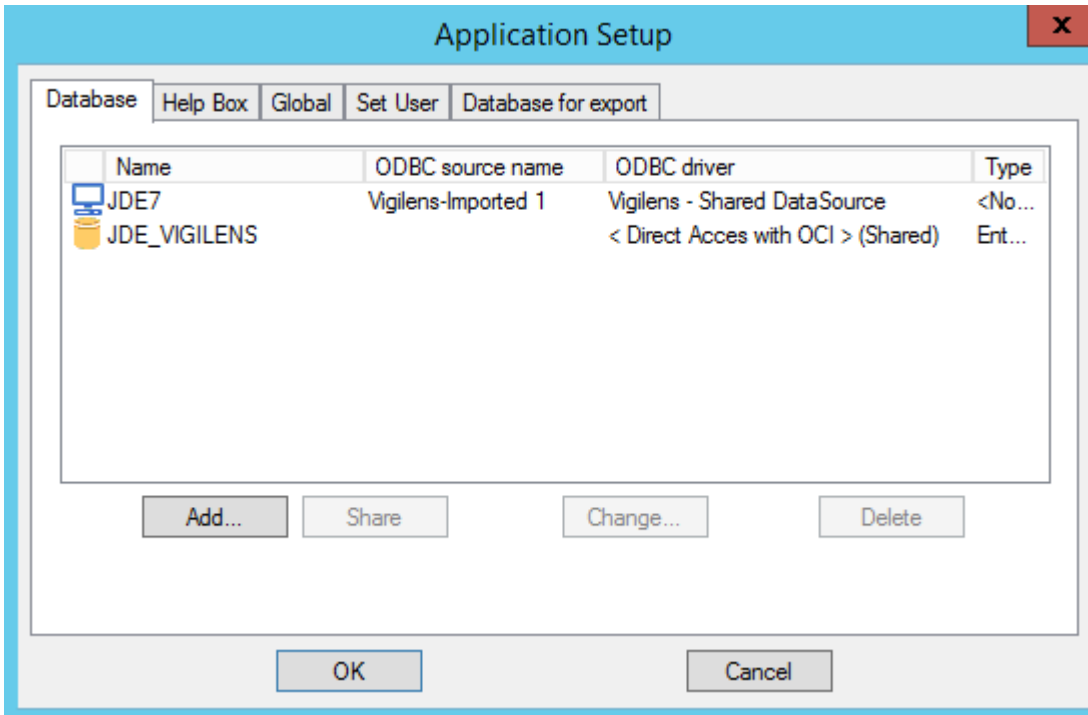 Application Setup
x
Database Help Box Global Set User Database for export
Name ODBC source name ODBC driver Type
JDE7 Vigilens-Imported 1 Vigilens - Shared DataSource <No...
JDE_VIGILENS < Direct Acces with OCI > (Shared) Ent...
Add... Share Change... Delete
OK Cancel